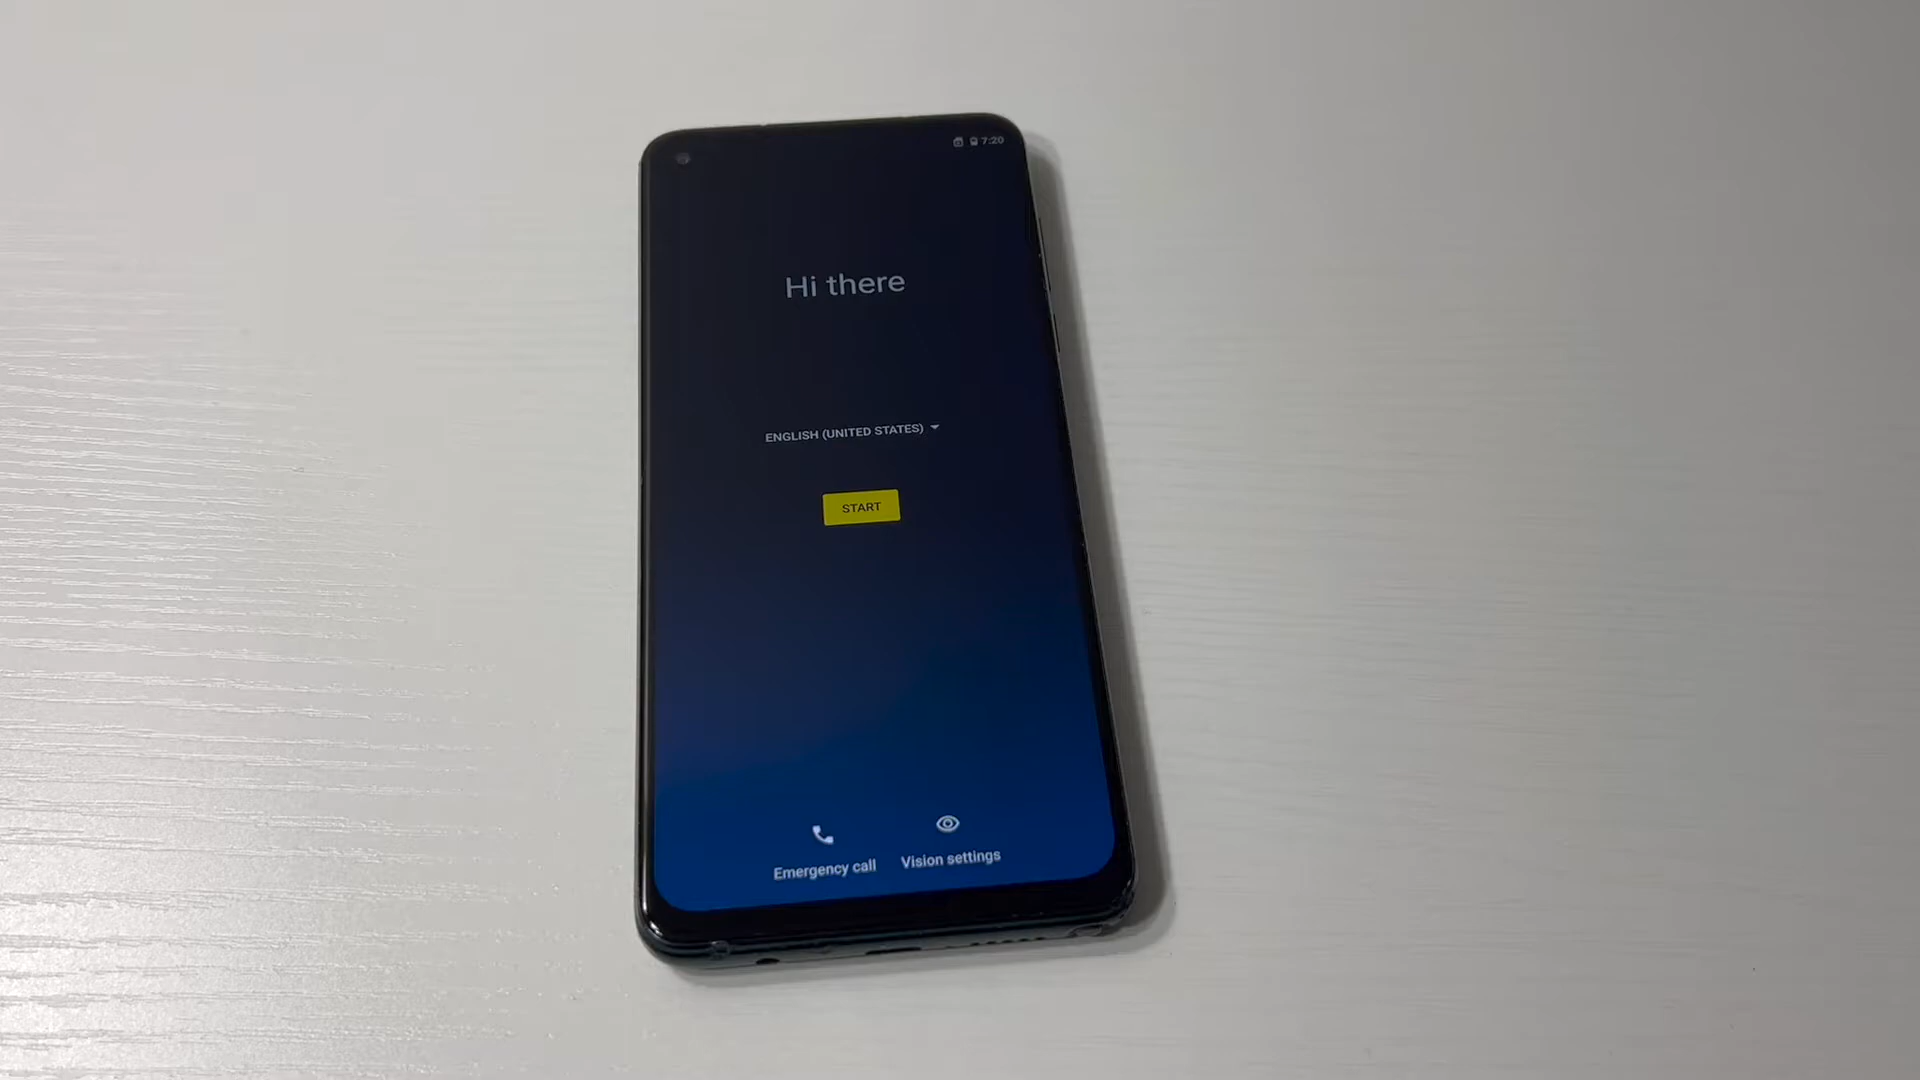 7:20
Hi there
ENGLISH (UNITED STATES)
START
Emergency call
Vision settings